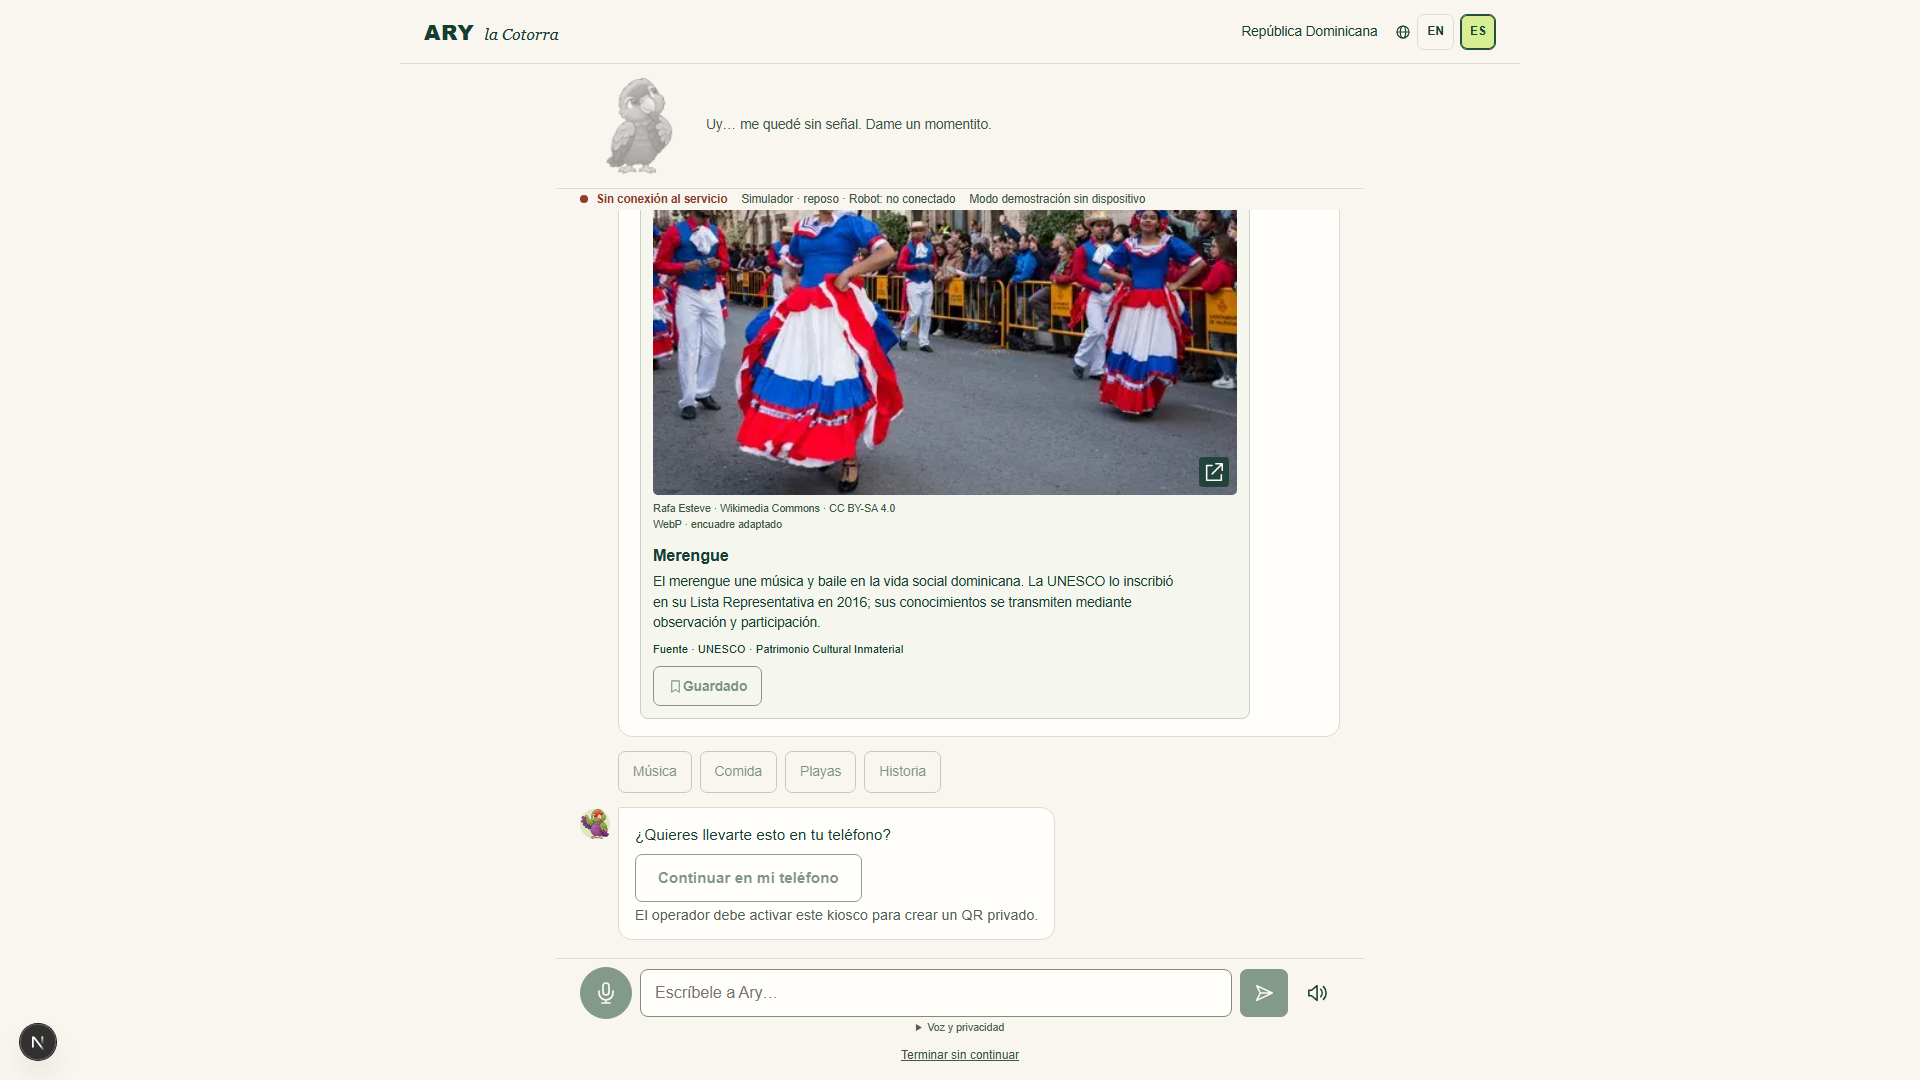 ARY la Cotorra
República Dominicana
EN
ES
Uy… me quedé sin señal. Dame un momentito.
Sin conexión al servicio
Simulador · reposo · Robot: no conectado
Modo demostración sin dispositivo
Rafa Esteve · Wikimedia Commons · CC BY-SA 4.0
WebP · encuadre adaptado
Merengue
El merengue une música y baile en la vida social dominicana. La UNESCO lo inscribió
en su Lista Representativa en 2016; sus conocimientos se transmiten mediante
observación y participación.
Fuente · UNESCO · Patrimonio Cultural Inmaterial
Guardado
Música
Comida
Playas
Historia
¿Quieres llevarte esto en tu teléfono?
Continuar en mi teléfono
El operador debe activar este kiosco para crear un QR privado.
Escríbele a Ary…
Voz y privacidad
Terminar sin continuar
N